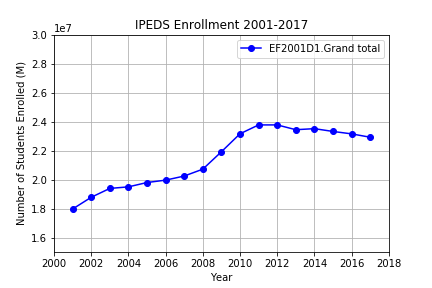 IPEDS Enrollment 2001-2017
1e7
3.0
EF2001D1.Grand total
2.8
2.6
2.4
2.2
2.0
1.8
1.6
Number of Students Enrolled (M)
2000 2002 2004 2006 2008 2010 2012 2014 2016 2018
Year